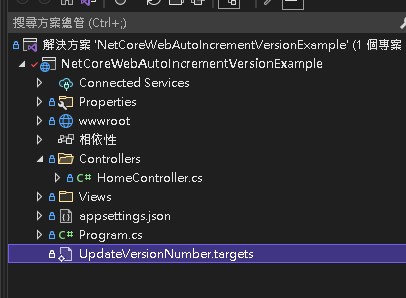 搜尋方案總管 (Ctrl+;)
解決方案 'NetCoreWebAutoIncrementVersionExample' (1 個專案
NetCoreWebAutoIncrementVersionExample
Connected Services
Properties
wwwroot
相依性
Controllers
C# HomeController.cs
Views
appsettings.json
C# Program.cs
UpdateVersionNumber.targets